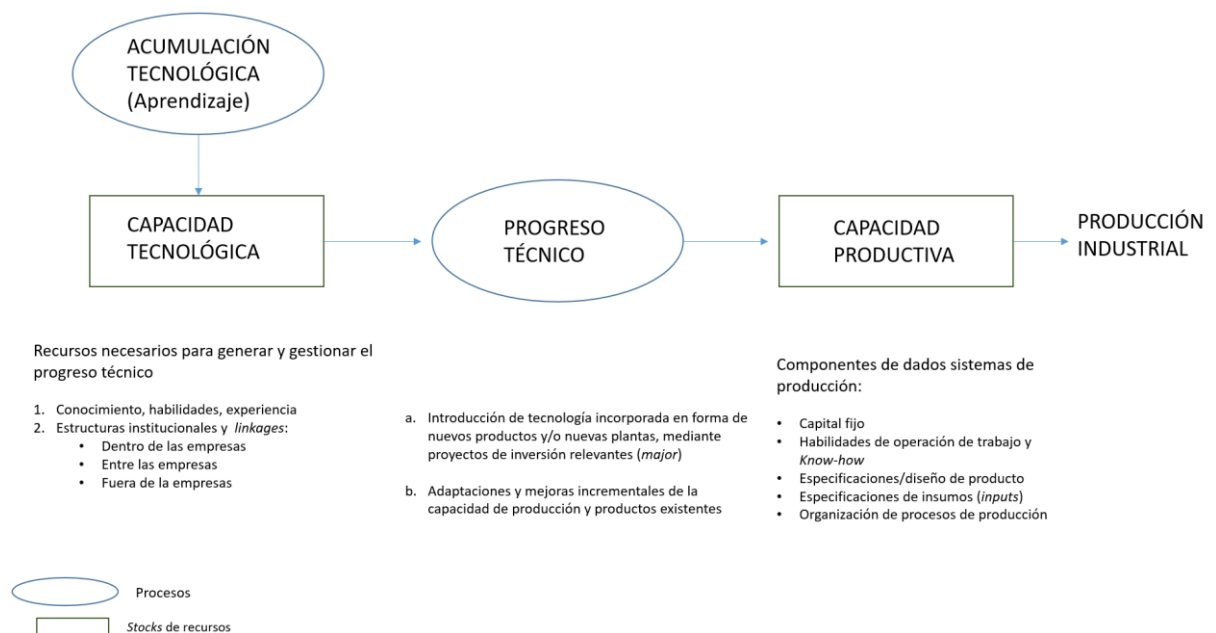 ACUMULACIÓN
TECNOLÓGICA
(Aprendizaje)
CAPACIDAD
TECNOLÓGICA
PROGRESO
TÉCNICO
CAPACIDAD
PRODUCTIVA
PRODUCCIÓN
INDUSTRIAL
Recursos necesarios para generar y gestionar el
progreso técnico
1. Conocimiento, habilidades, experiencia
2. Estructuras institucionales y linkages:
• Dentro de las empresas
• Entre las empresas
• Fuera de la empresas
a. Introducción de tecnología incorporada en forma de
nuevos productos y/o nuevas plantas, mediante
proyectos de inversión relevantes (major)
b. Adaptaciones y mejoras incrementales de la
capacidad de producción y productos existentes
Componentes de dados sistemas de
producción:
• Capital fijo
• Habilidades de operación de trabajo y
Know-how
• Especificaciones/diseño de producto
• Especificaciones de insumos (inputs)
• Organización de procesos de producción
Procesos
Stocks de recursos